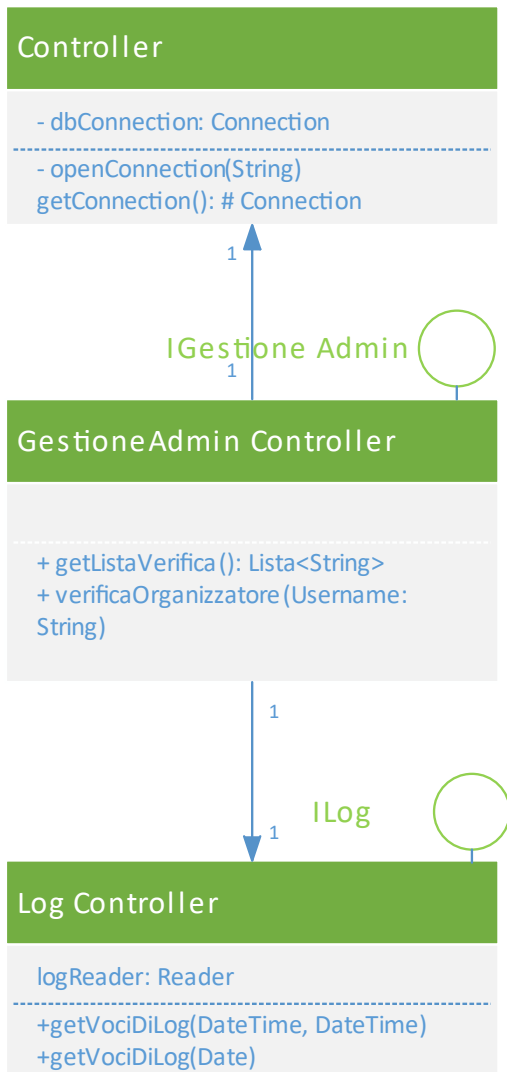 Controller
- dbConnection: Connection
- openConnection(String)
getConnection(): # Connection
1
IGestione Admin
1
GestioneAdmin Controller
+ getListaVerifica(): Lista<String>
+ verificaOrganizzatore(Username:
String)
1
ILog
1
Log Controller
logReader: Reader
+getVociDiLog(DateTime, DateTime)
+getVociDiLog(Date)